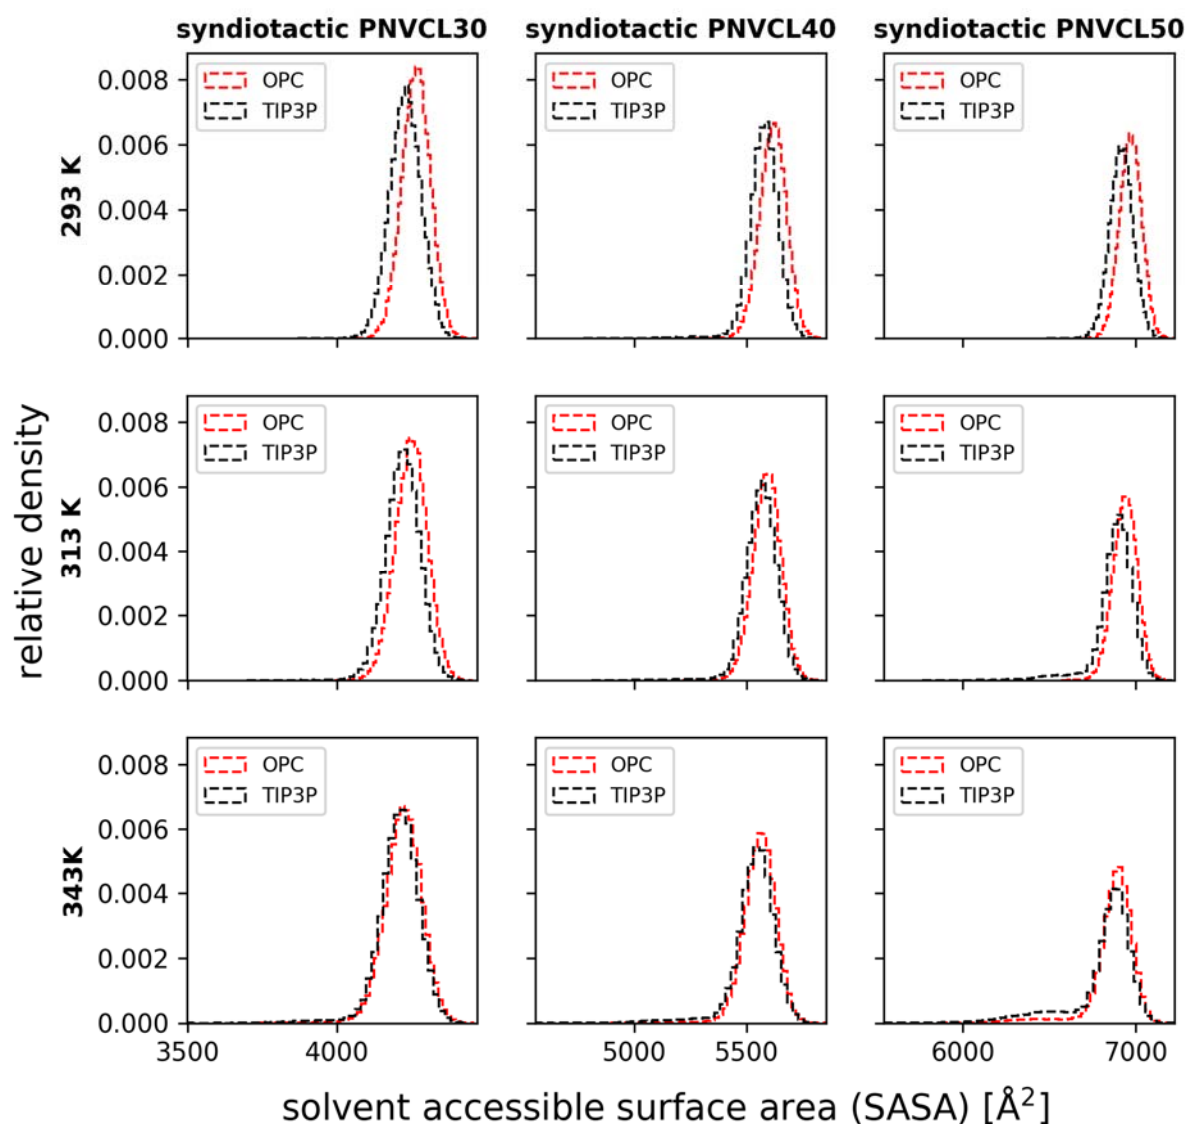 syndiotactic PNVCL30 syndiotactic PNVCL40 syndiotactic PNVCL50
relative density
293 K
0.008
0.006
0.004
0.002
0.000
OPC
TIP3P
OPC
TIP3P
OPC
TIP3P
313 K
0.008
0.006
0.004
0.002
0.000
OPC
TIP3P
OPC
TIP3P
OPC
TIP3P
343K
0.008
0.006
0.004
0.002
0.000
OPC
TIP3P
OPC
TIP3P
OPC
TIP3P
3500 4000 5000 5500 6000 7000
solvent accessible surface area (SASA) [Å²]